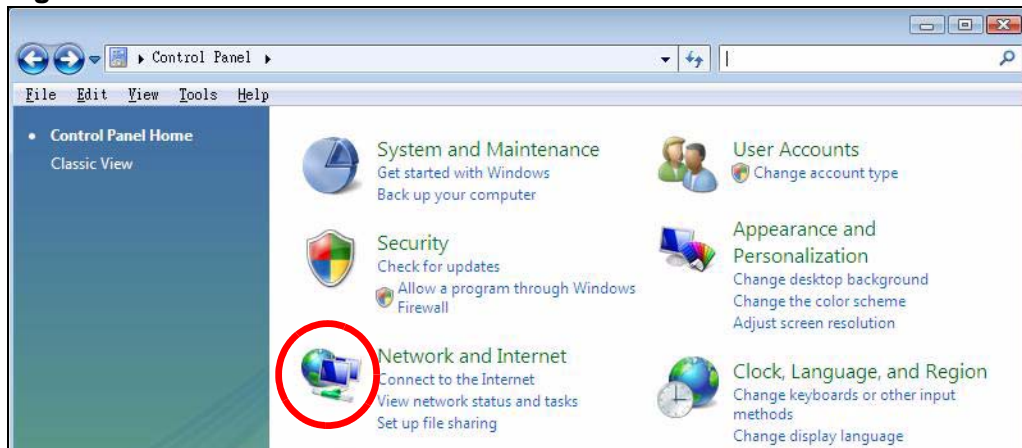 Control Panel
File Edit View Tools Help
Control Panel Home
Classic View
System and Maintenance
Get started with Windows
Back up your computer
Security
Check for updates
Allow a program through Windows
Firewall
Network and Internet
Connect to the Internet
View network status and tasks
Set up file sharing
User Accounts
Change account type
Appearance and
Personalization
Change desktop background
Change the color scheme
Adjust screen resolution
Clock, Language, and Region
Change keyboards or other input
methods
Change display language